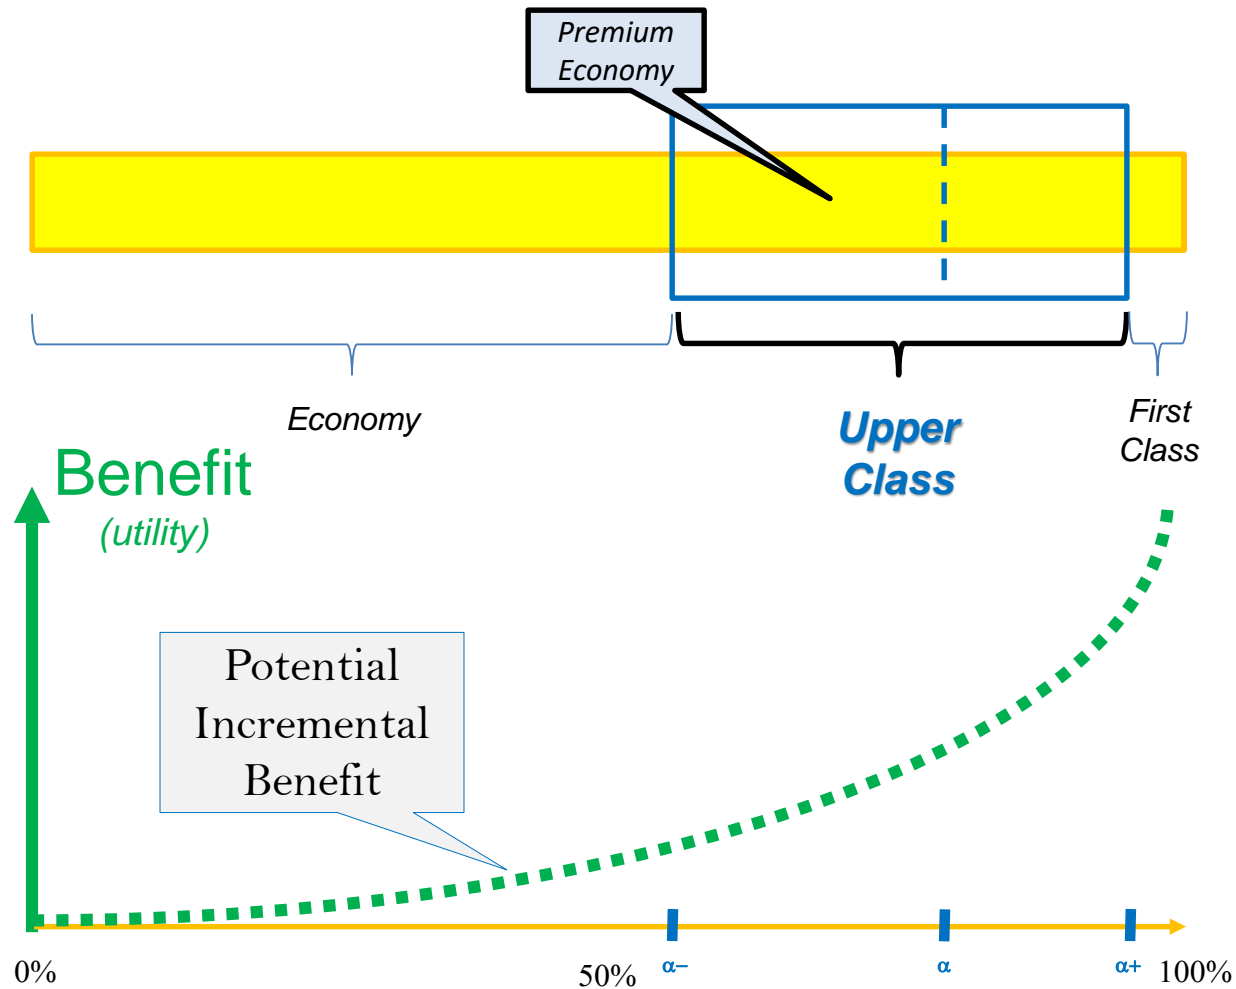 Premium
Economy
Economy
Upper
Class
First
Class
Benefit
(utility)
Potential
Incremental
Benefit
0%
50%
α−
α
α+
100%